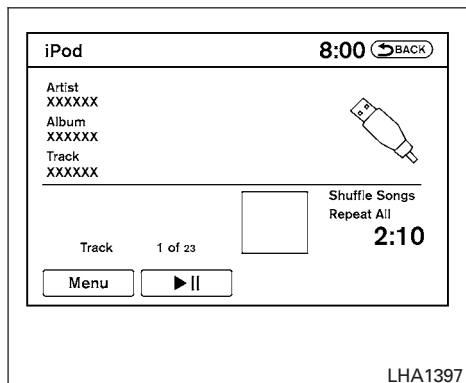 iPod 8:00 BACK
Artist
XXXXXX
Album
XXXXXX
Track
XXXXXX
Shuffle Songs
Repeat All
2:10
Track 1 of 23
Menu
LHA1397